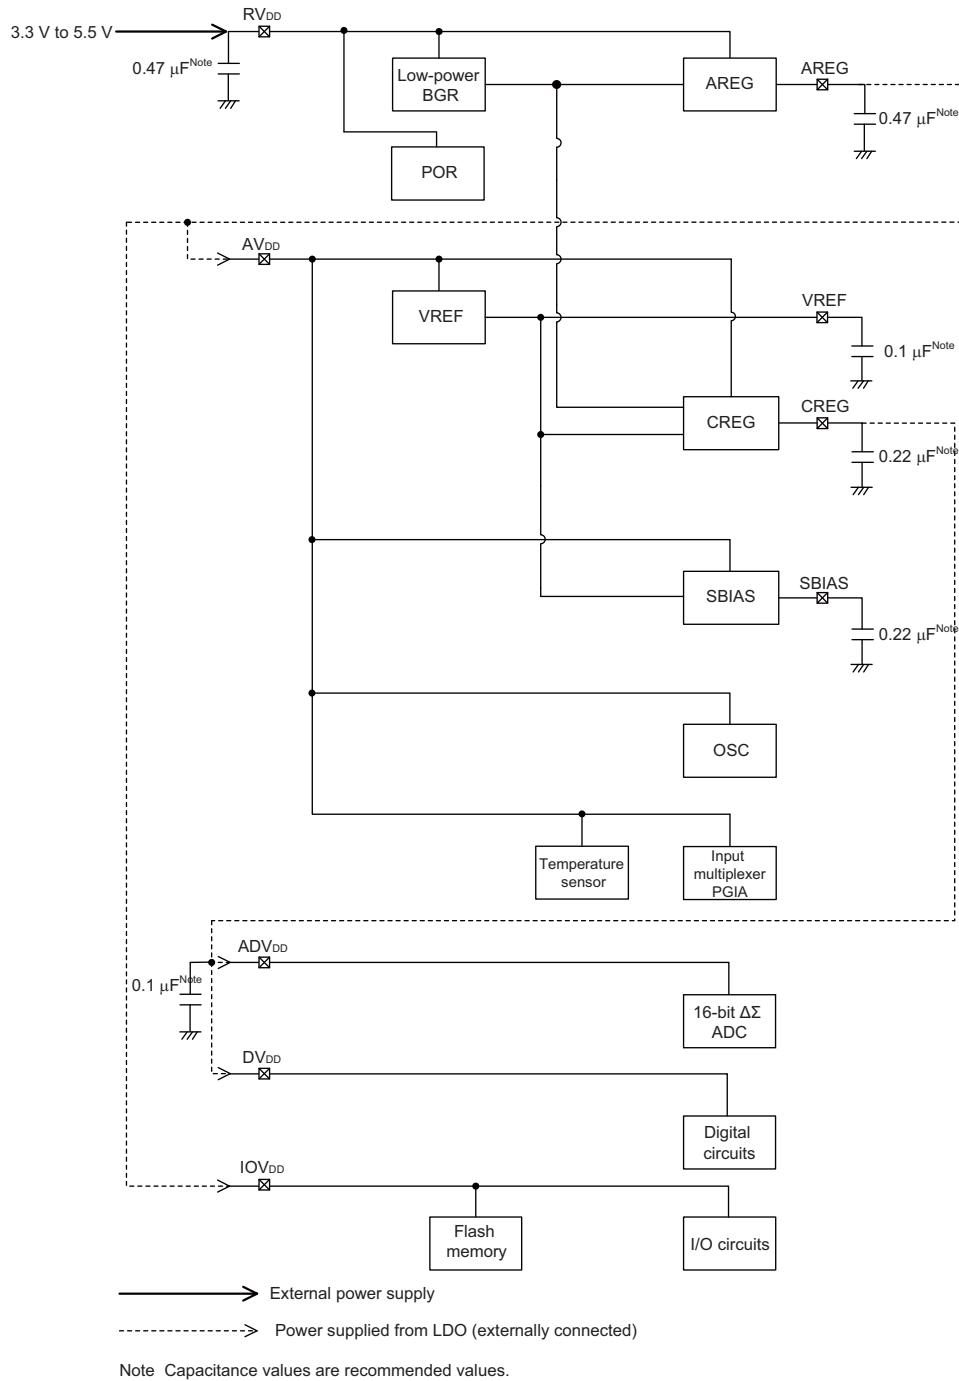 RVDD
3.3 V to 5.5 V
0.47 μFNote
Low-power
BGR
AREG
AREG
0.47 μFNote
POR
AVDD
VREF
VREF
0.1 μFNote
CREG
CREG
0.22 μFNote
SBIAS
SBIAS
0.22 μFNote
OSC
Temperature
sensor
Input
multiplexer
PGIA
ADVDD
0.1 μFNote
16-bit ΔΣ
ADC
DVDD
Digital
circuits
IOVDD
Flash
memory
I/O circuits
External power supply
Power supplied from LDO (externally connected)
Note Capacitance values are recommended values.